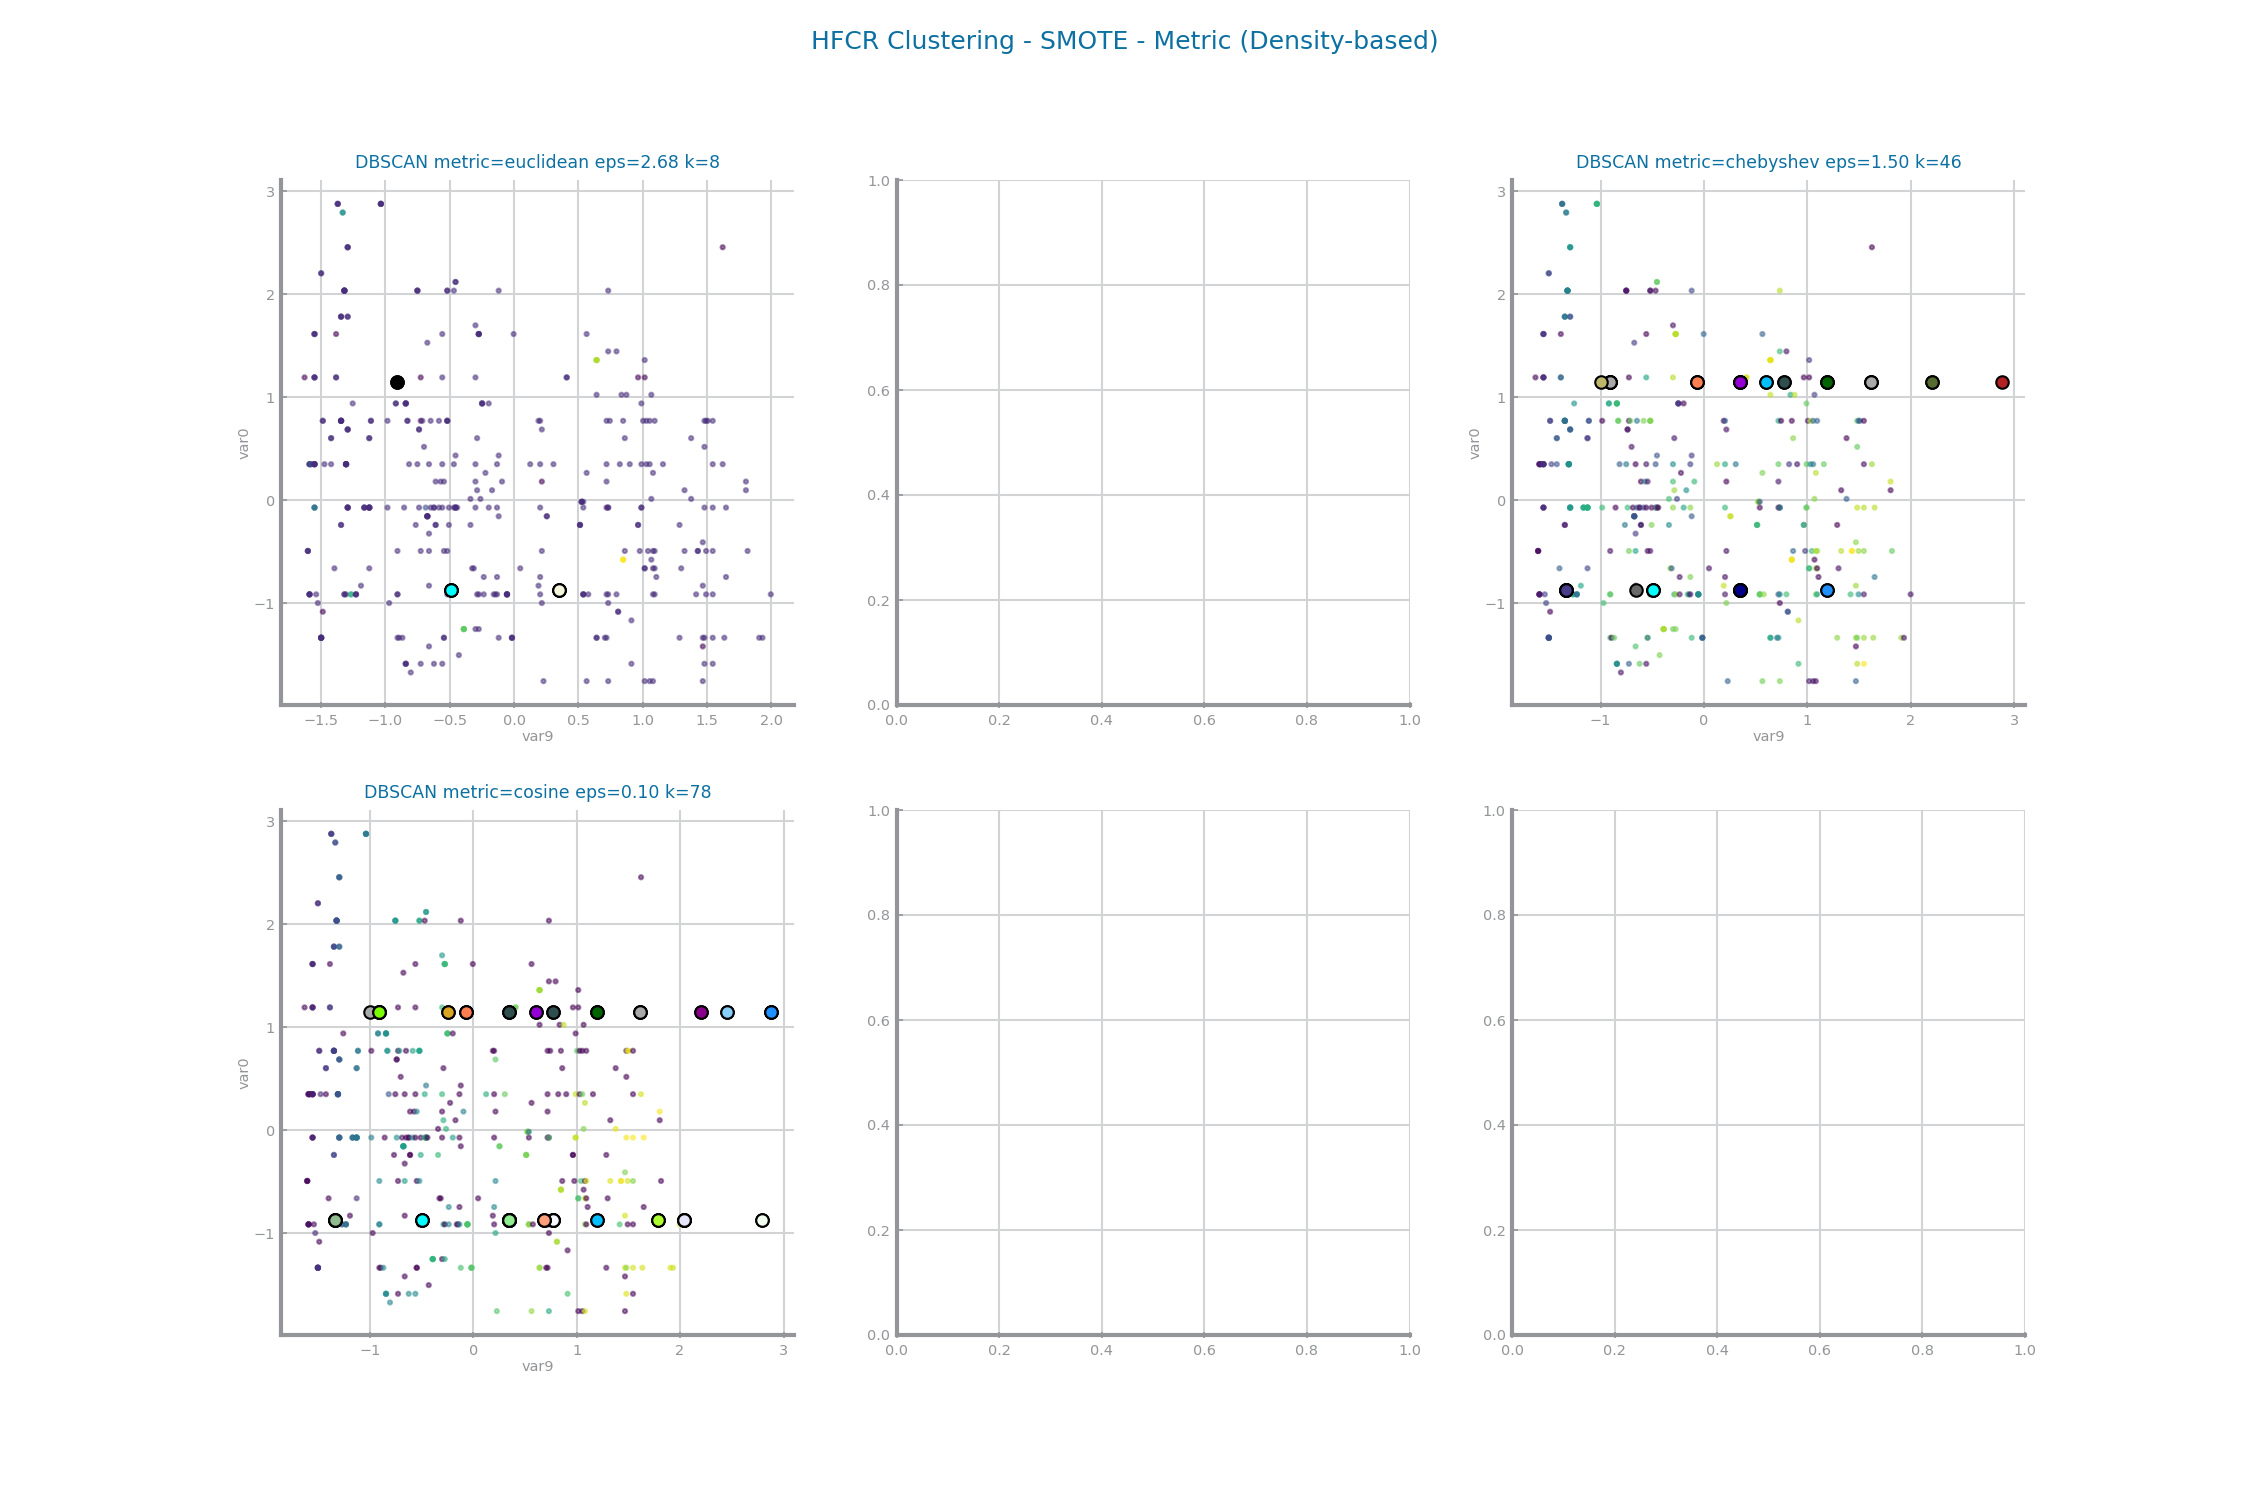 HFCR Clustering - SMOTE - Metric (Density-based)
DBSCAN metric=euclidean eps=2.68 k=8
3
2
1
0
−1
var0
−1.5 −1.0 −0.5 0.0 0.5 1.0 1.5 2.0
var9
1.0
0.8
0.6
0.4
0.2
0.0
0.0 0.2 0.4 0.6 0.8 1.0
DBSCAN metric=chebyshev eps=1.50 k=46
3
2
1
0
−1
var0
−1 0 1 2 3
var9
DBSCAN metric=cosine eps=0.10 k=78
3
2
1
0
−1
var0
−1 0 1 2 3
var9
1.0
0.8
0.6
0.4
0.2
0.0
0.0 0.2 0.4 0.6 0.8 1.0
1.0
0.8
0.6
0.4
0.2
0.0
0.0 0.2 0.4 0.6 0.8 1.0